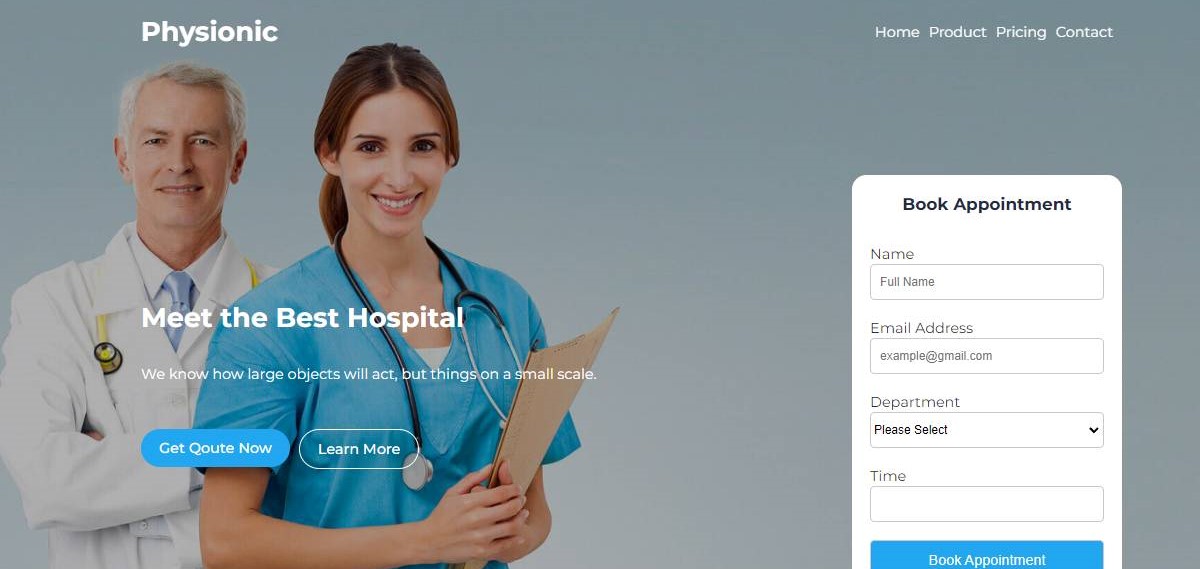 Physionic
Home Product Pricing Contact
Meet the Best Hospital
We know how large objects will act, but things on a small scale.
Get Qoute Now
Learn More
Book Appointment
Name
Full Name
Email Address
example@gmail.com
Department
Please Select
Time
Book Appointment